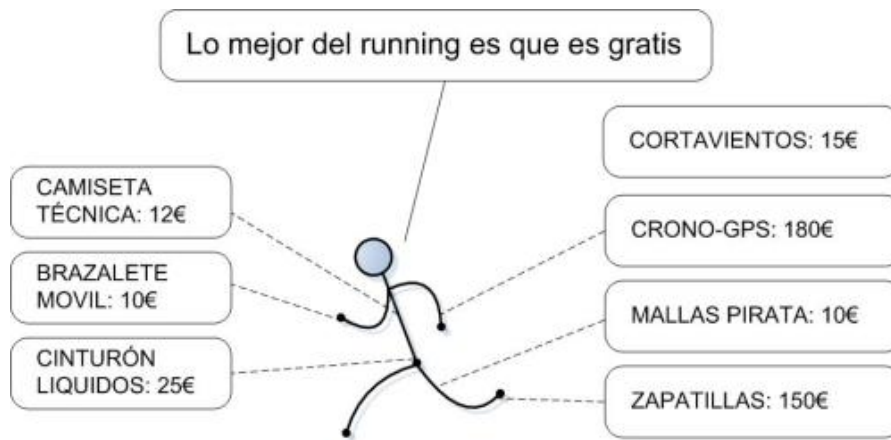 Lo mejor del running es que es gratis
CAMISETA
TÉCNICA: 12€
BRAZALETE
MOVIL: 10€
CINTURÓN
LIQUIDOS: 25€
CORTAVIENTOS: 15€
CRONO-GPS: 180€
MALLAS PIRATA: 10€
ZAPATILLAS: 150€